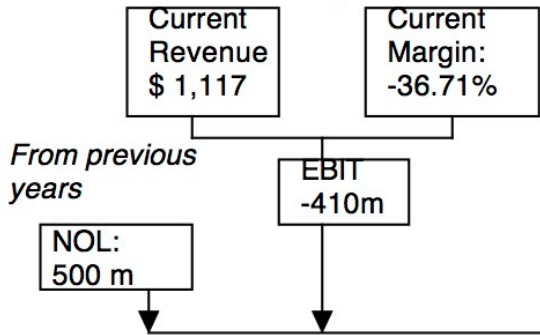 Current
Revenue
$ 1,117
Current
Margin:
-36.71%
From previous
years
EBIT
-410m
NOL:
500 m